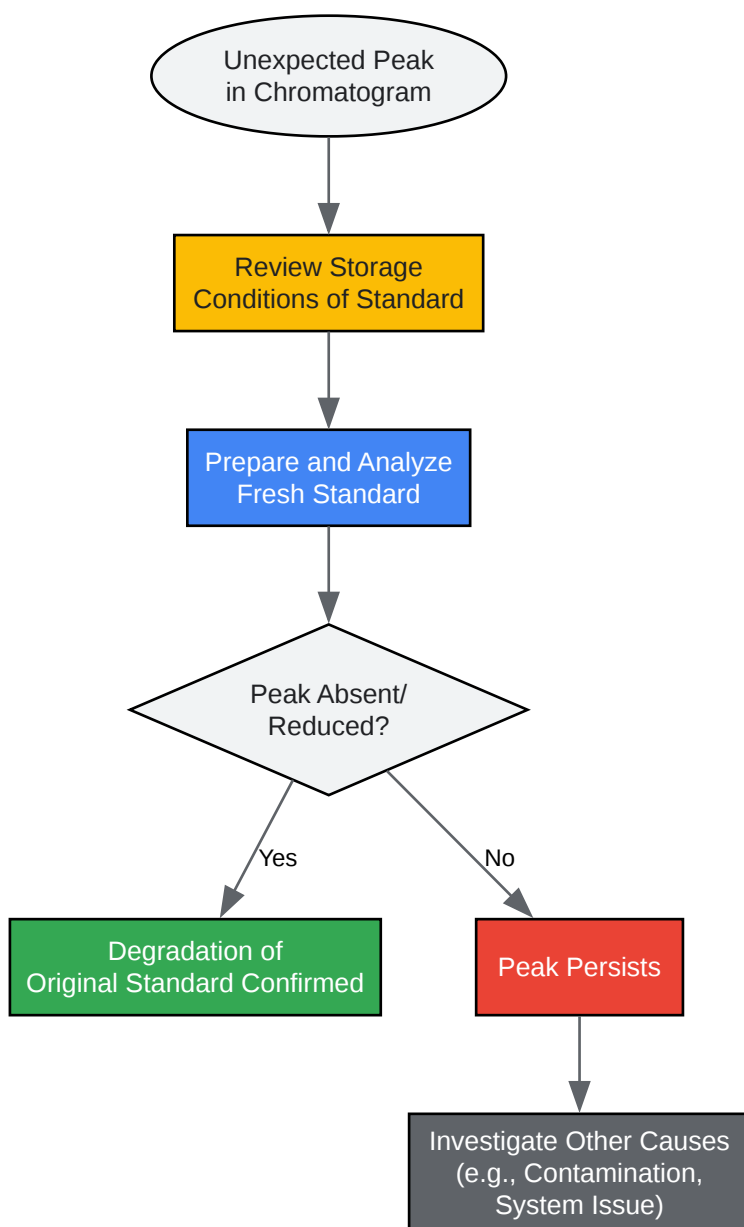 Unexpected Peak
in Chromatogram
Review Storage
Conditions of Standard
Prepare and Analyze
Fresh Standard
Peak Absent/
Reduced?
Yes
No
Degradation of
Original Standard Confirmed
Peak Persists
Investigate Other Causes
(e.g., Contamination,
System Issue)